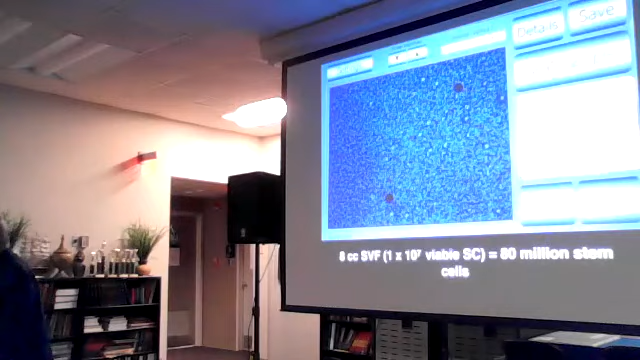 Details
Save
8 cc SVF (1 x 10⁷ viable SC) = 80 million stem
cells